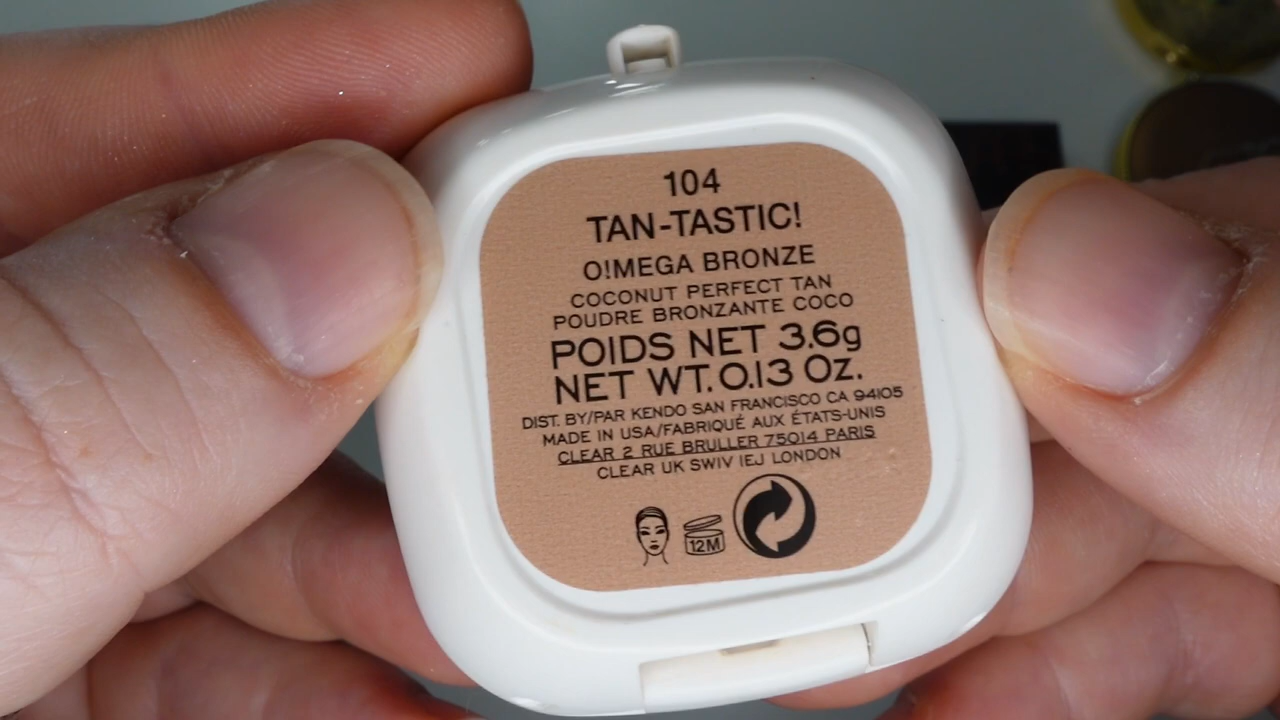 104
TAN-TASTIC!
O!MEGA BRONZE
COCONUT PERFECT TAN
POUDRE BRONZANTE COCO
POIDS NET 3.6g
NET WT. 0.13 Oz.
DIST. BY/PAR KENDO SAN FRANCISCO CA 94105
MADE IN USA/FABRIQUÉ AUX ÉTATS-UNIS
CLEAR 2 RUE BRULLER 75014 PARIS
CLEAR UK SW1V 1EJ LONDON
12M